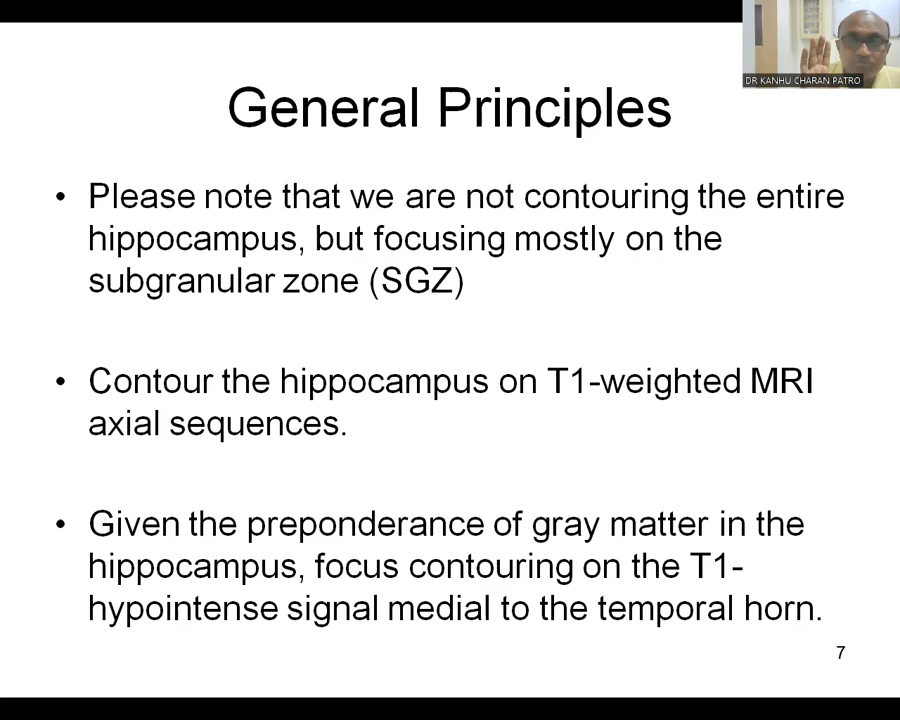 DR KANHU CHARAN PATRO
General Principles
• Please note that we are not contouring the entire
hippocampus, but focusing mostly on the
subgranular zone (SGZ)
• Contour the hippocampus on T1-weighted MRI
axial sequences.
• Given the preponderance of gray matter in the
hippocampus, focus contouring on the T1-
hypointense signal medial to the temporal horn.
7